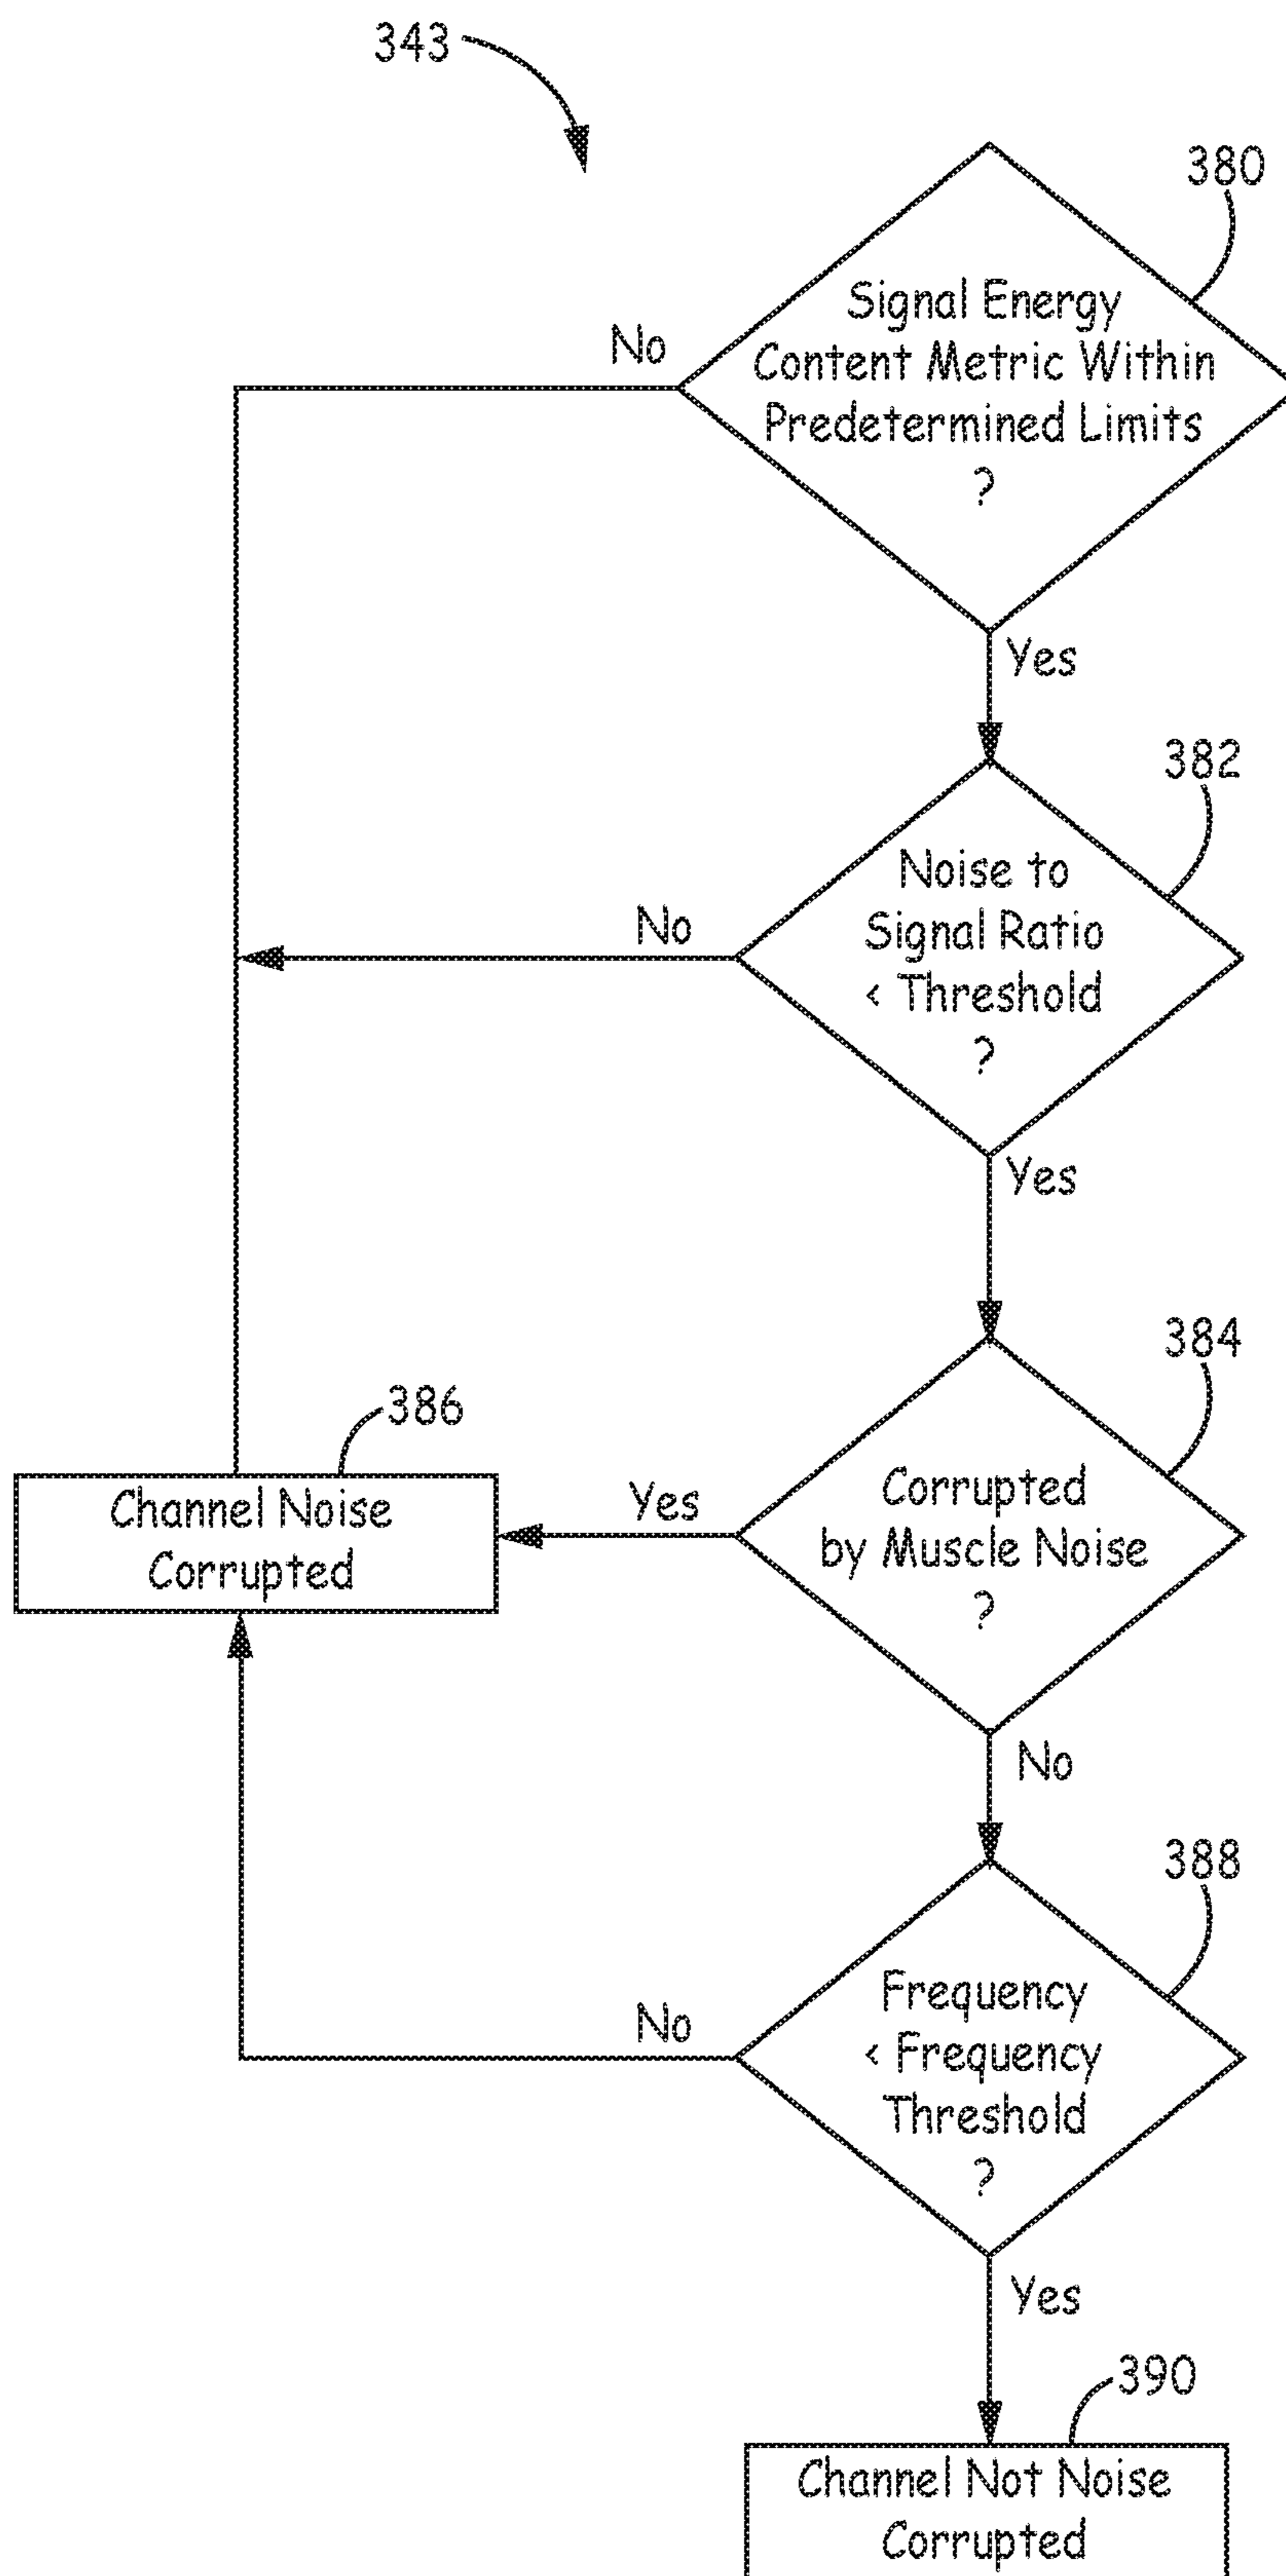 343
380
Signal Energy
Content Metric Within
Predetermined Limits
?
No
Yes
382
Noise to
Signal Ratio
< Threshold
?
No
Yes
384
Corrupted
by Muscle Noise
?
Yes
386
Channel Noise
Corrupted
No
388
Frequency
< Frequency
Threshold
?
No
Yes
390
Channel Not Noise
Corrupted